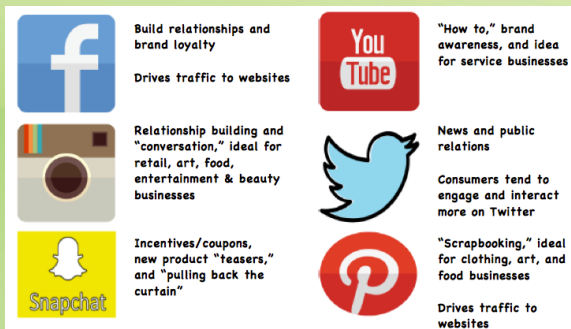 Build relationships and
brand loyalty
Drives traffic to websites
You
Tube
“How to,” brand
awareness, and idea
for service businesses
Relationship building and
“conversation,” ideal for
retail, art, food,
entertainment & beauty
businesses
News and public
relations
Consumers tend to
engage and interact
more on Twitter
Snapchat
Incentives/coupons,
new product “teasers,”
and “pulling back the
curtain”
“Scrapbooking,” ideal
for clothing, art, and
food businesses
Drives traffic to
websites